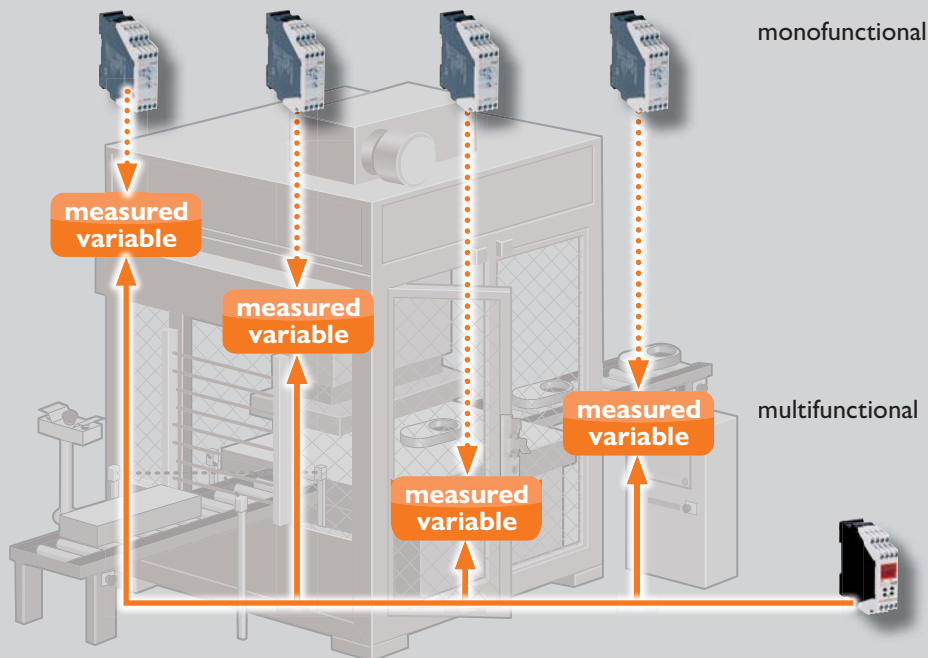 monofunctional
measured
variable
measured
variable
measured
variable
multifunctional
measured
variable